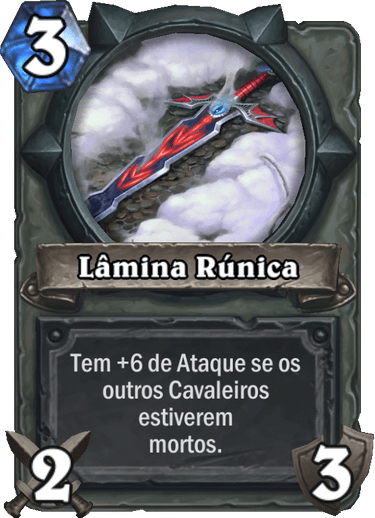 3
Lâmina Rúnica
Tem +6 de Ataque se os
outros Cavaleiros
estiverem
mortos.
2
3